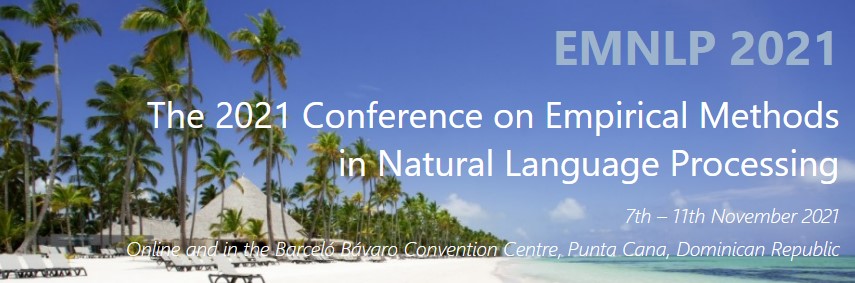 EMNLP 2021
The 2021 Conference on Empirical Methods
in Natural Language Processing
7th – 11th November 2021
Online and in the Barceló Bávaro Convention Centre, Punta Cana, Dominican Republic